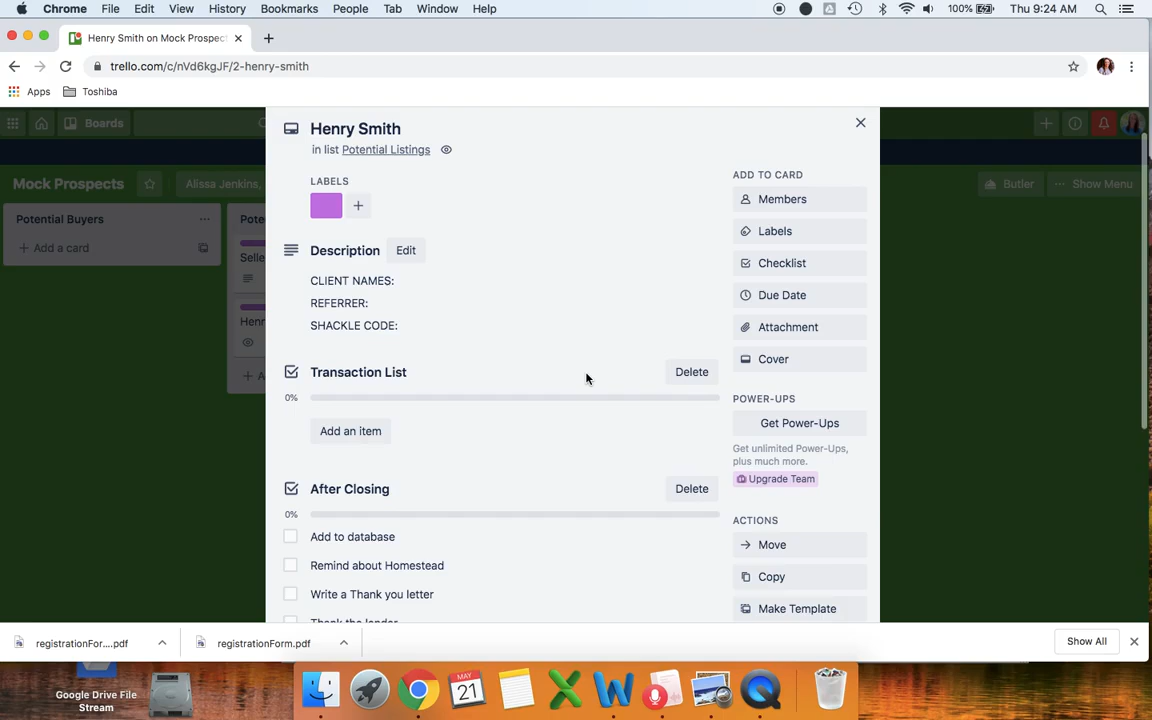 Chrome File Edit View History Bookmarks People Tab Window Help 100% Thu 9:24 AM
Henry Smith on Mock Prospect
trello.com/c/nVd6kgJF/2-henry-smith
Apps Toshiba
Boards
Mock Prospects Alissa Jenkins, Butler ... Show Menu
Potential Buyers ...
+ Add a card
Henry Smith
in list Potential Listings
LABELS
+
Description Edit
CLIENT NAMES:
REFERRER:
SHACKLE CODE:
Transaction List Delete
0%
Add an item
After Closing Delete
0%
Add to database
Remind about Homestead
Write a Thank you letter
Thank the lender
ADD TO CARD
Members
Labels
Checklist
Due Date
Attachment
Cover
POWER-UPS
Get Power-Ups
Get unlimited Power-Ups,
plus much more.
Upgrade Team
ACTIONS
Move
Copy
Make Template
registrationFor....pdf registrationForm.pdf Show All
Google Drive File
Stream
MAY
21